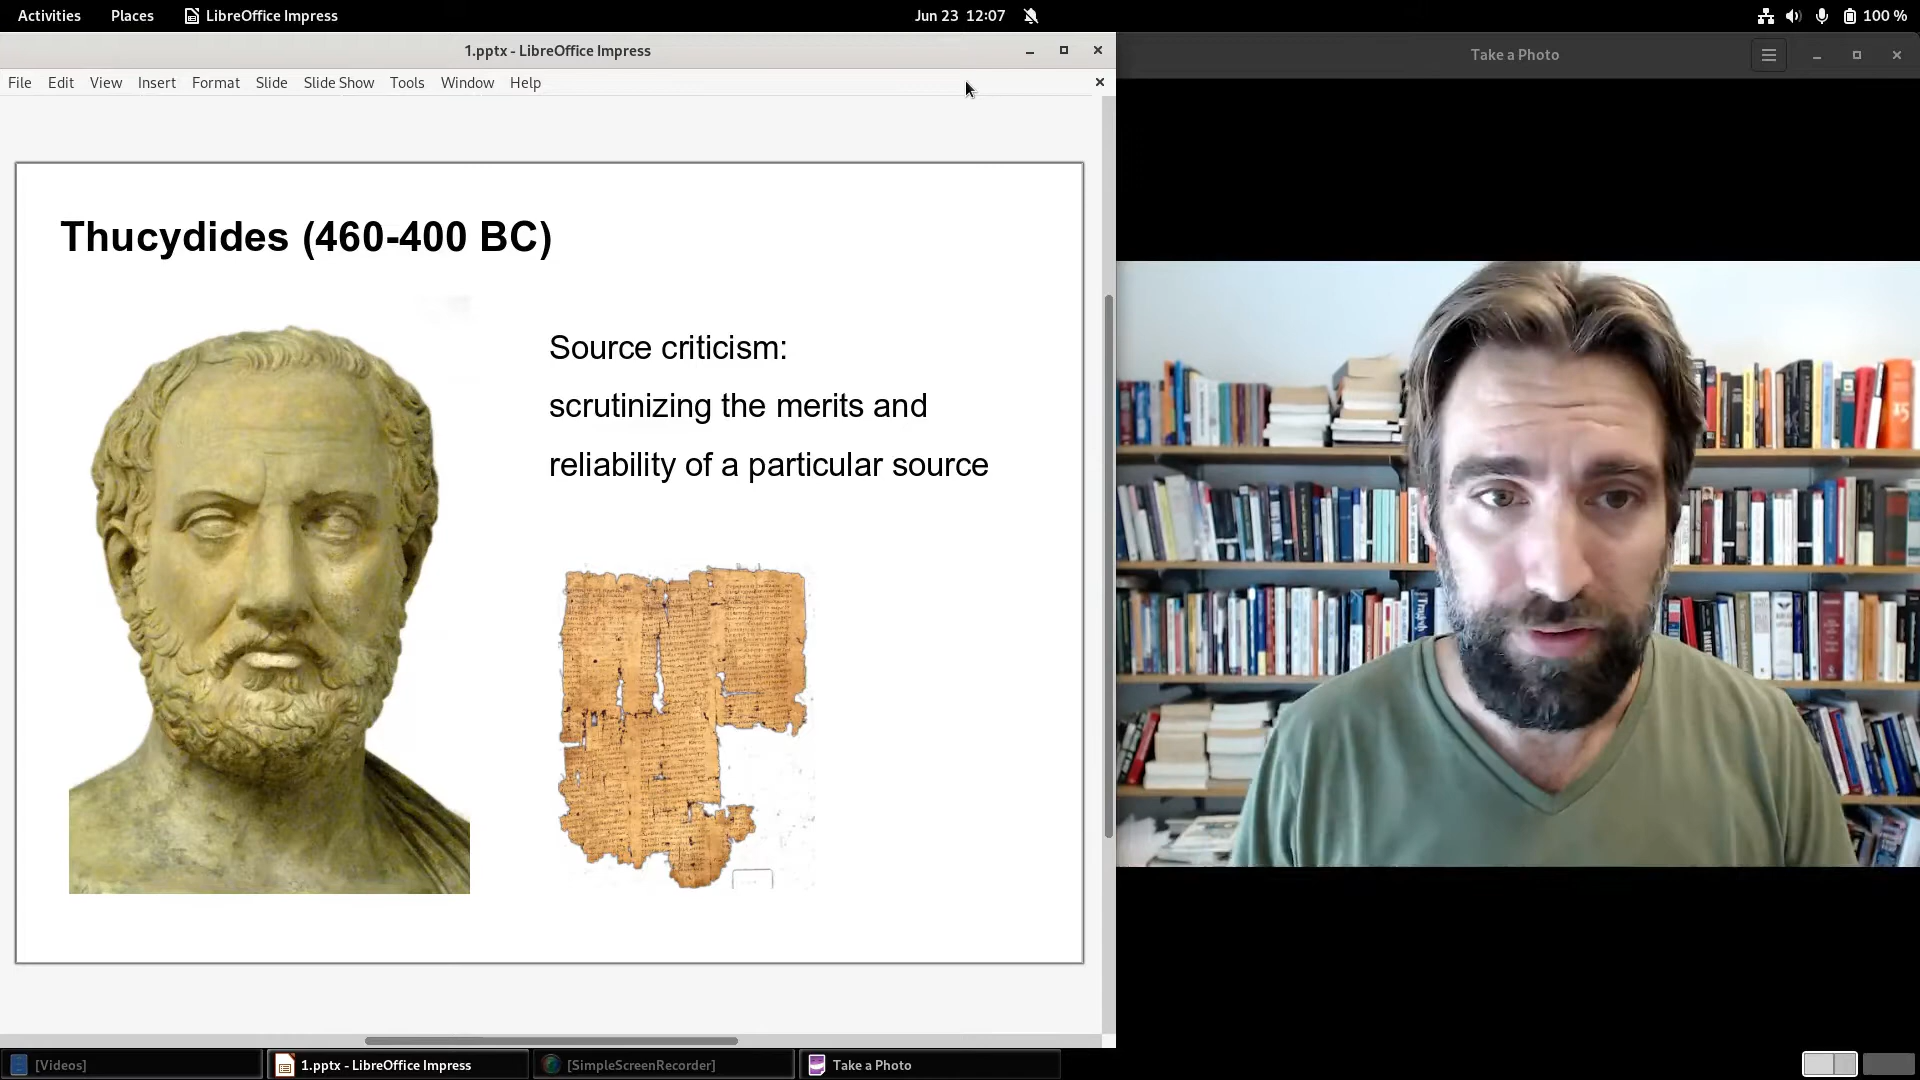 Activities Places LibreOffice Impress Jun 23 12:07 100 %
1.pptx - LibreOffice Impress
Take a Photo
File Edit View Insert Format Slide Slide Show Tools Window Help
Thucydides (460-400 BC)
Source criticism:
scrutinizing the merits and
reliability of a particular source
[Videos] 1.pptx - LibreOffice Impress [SimpleScreenRecorder] Take a Photo